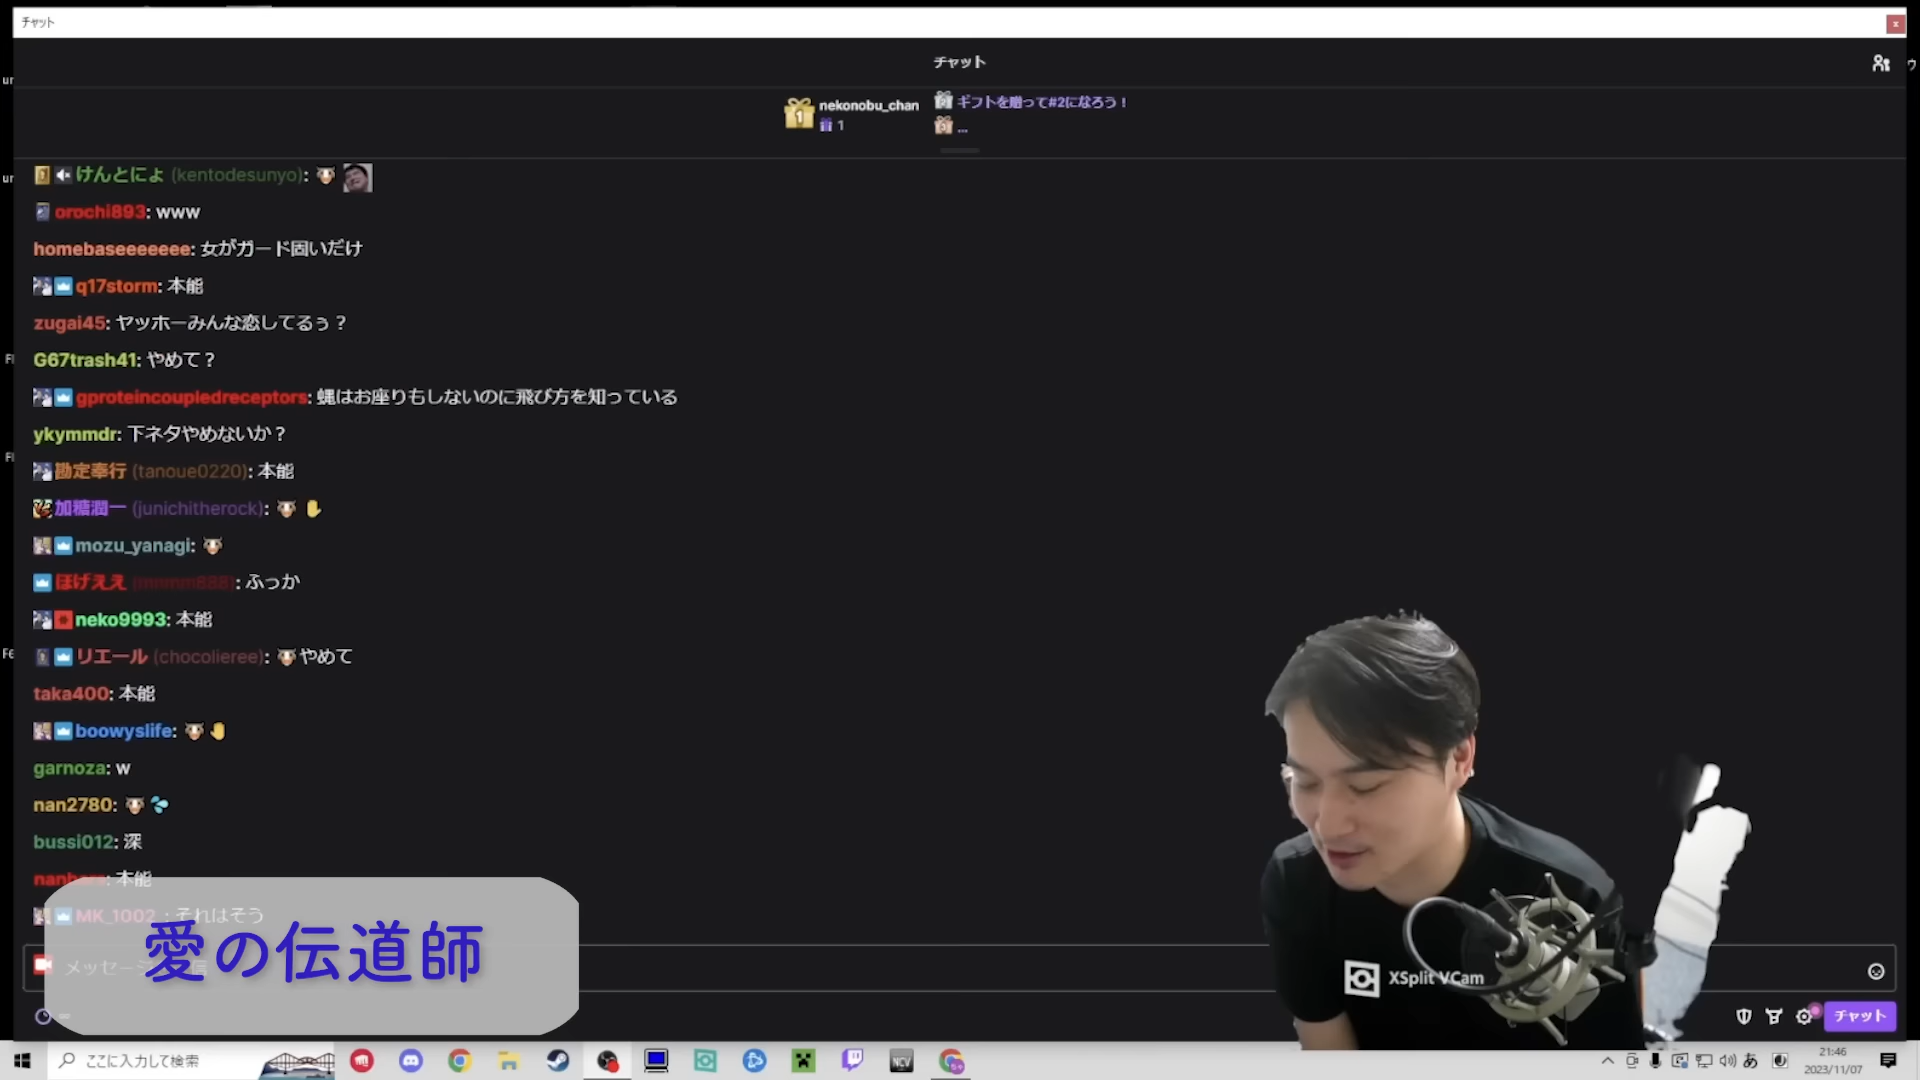 チャット
チャット
nekonobu_chan
1
ギフトを贈って#2になろう！
...
けんとによ (kentodesunyo):
orochi893: www
homebaseeeeeee: 女がガード固いだけ
q17storm: 本能
zugai45: ヤッホーみんな恋してるぅ？
G67trash41: やめて？
gproteincoupledreceptors: 蝿はお座りもしないのに飛び方を知っている
ykymmdr: 下ネタやめないか？
勘定奉行 (tanoue0220): 本能
加糖潤一 (junichitherock):
mozu_yanagi:
ほげええ : ふっか
neko9993: 本能
リエール (chocolieree): やめて
taka400: 本能
boowyslife:
garnoza: w
nan2780:
bussi012: 深
: 本能
MK_1002 : それはそう
愛の伝道師
XSplit VCam
チャット
ここに入力して検索
NCV
あ
21:46
2023/11/07